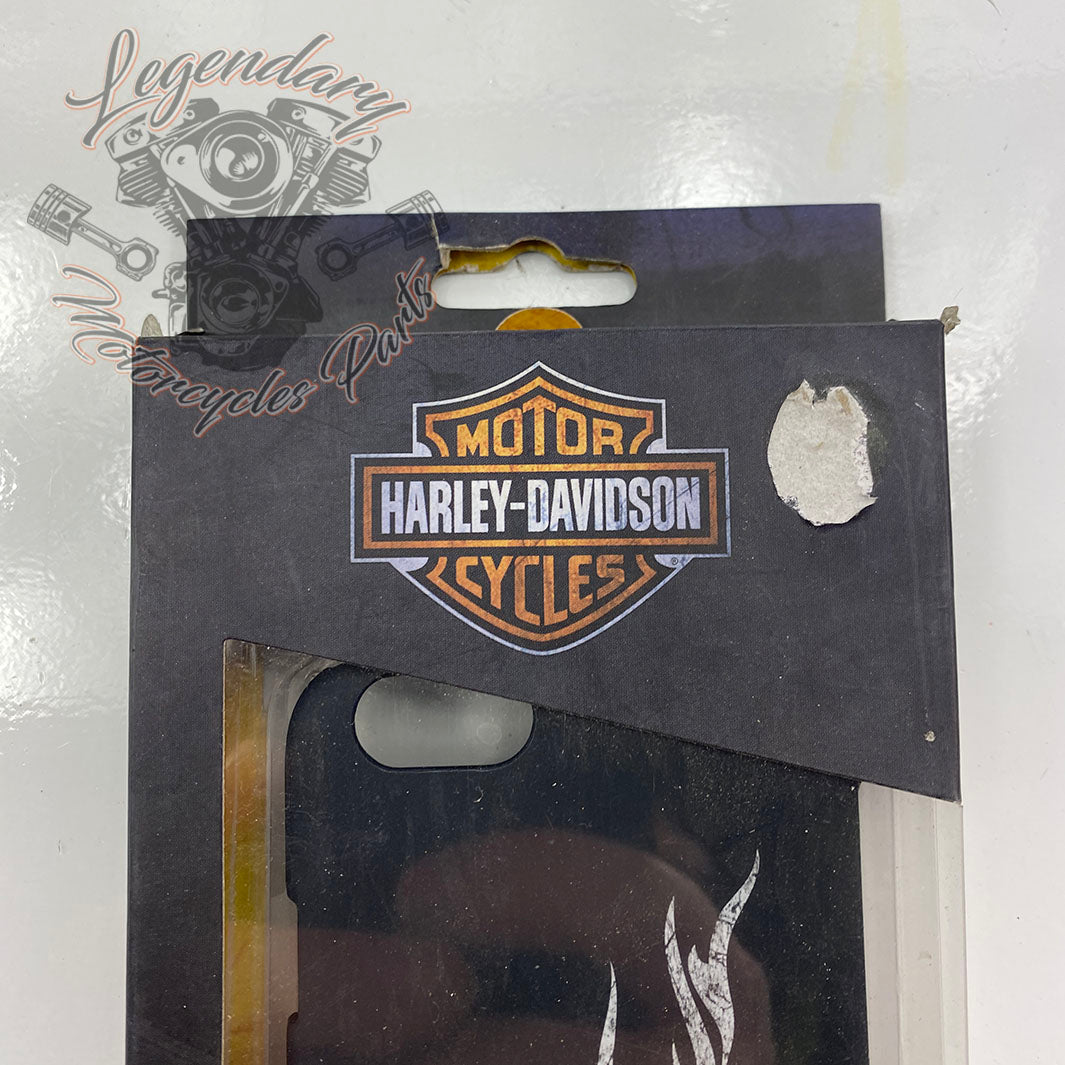 Legendary
Motorcycles Parts
MOTOR
HARLEY-DAVIDSON
CYCLES
®